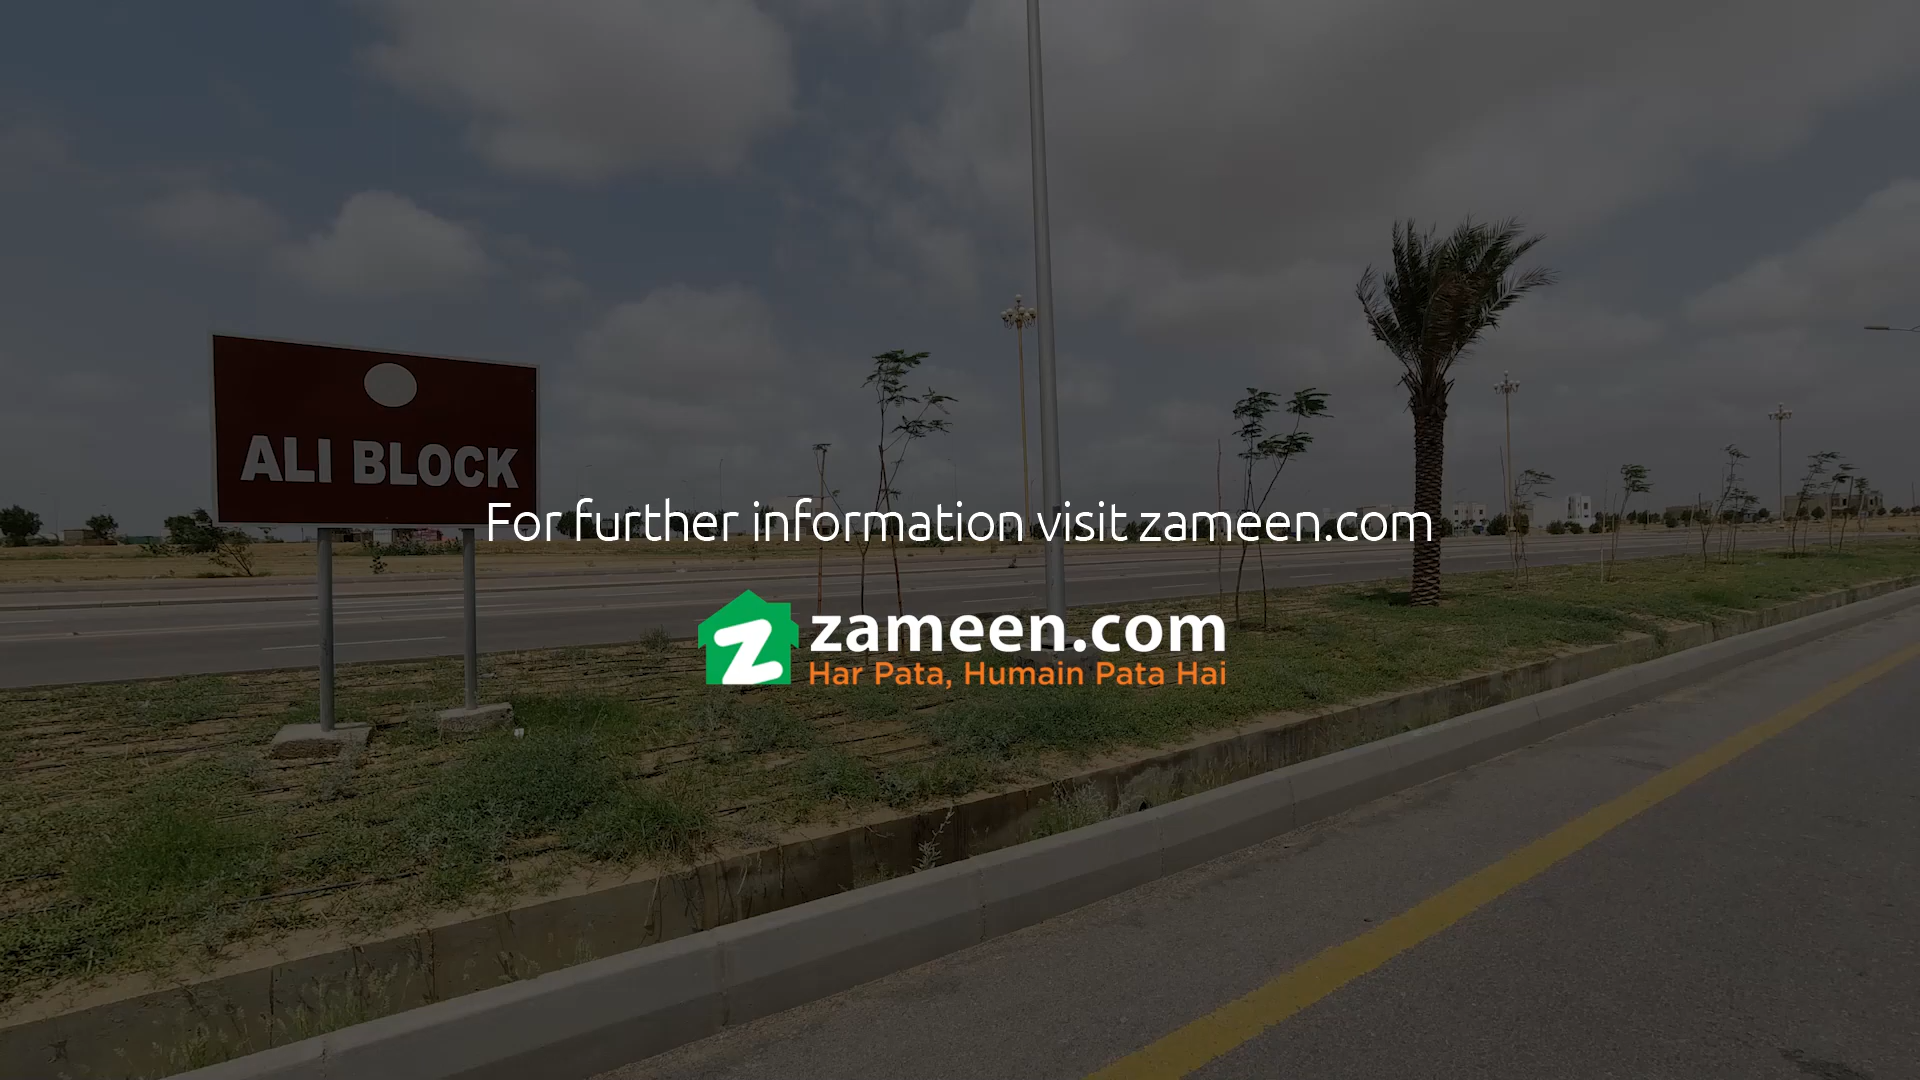 ALI BLOCK
For further information visit zameen.com
zameen.com
Har Pata, Humain Pata Hai